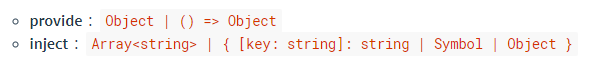 provide： Object | () => Object
inject： Array<string> | { [key: string]: string | Symbol | Object }